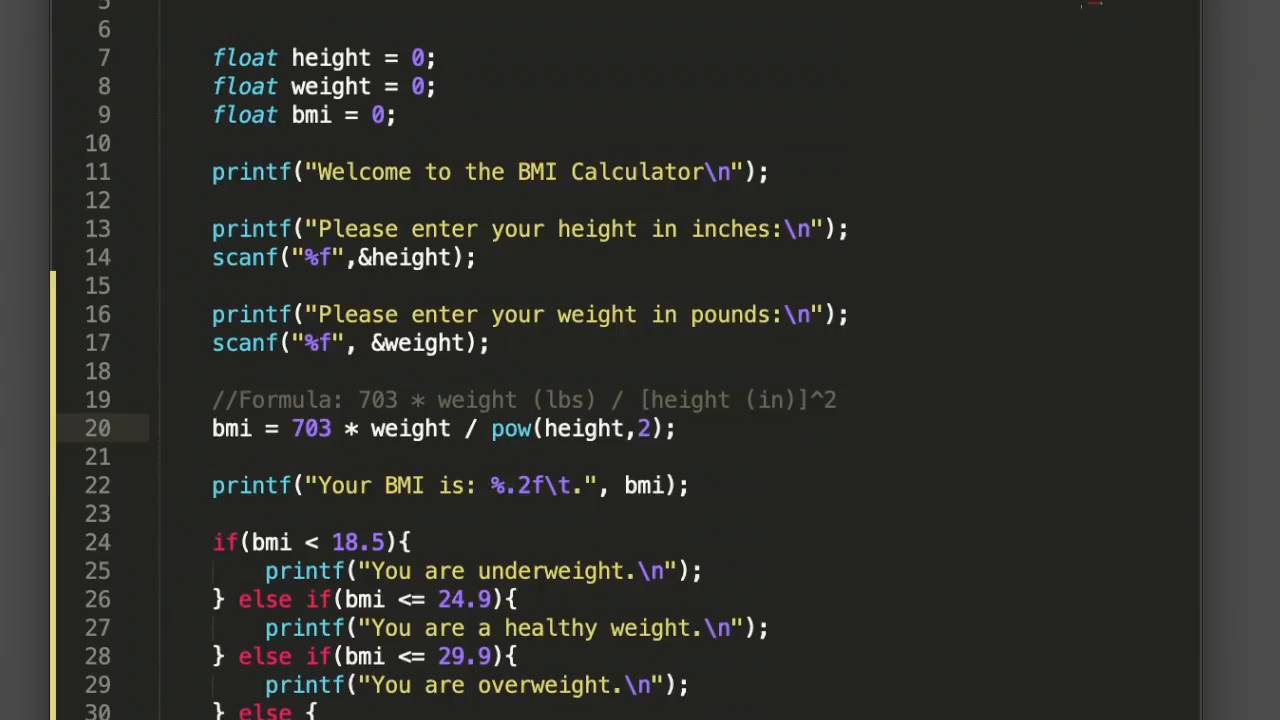 5
6
7 float height = 0;
8 float weight = 0;
9 float bmi = 0;
10
11 printf("Welcome to the BMI Calculator\n");
12
13 printf("Please enter your height in inches:\n");
14 scanf("%f",&height);
15
16 printf("Please enter your weight in pounds:\n");
17 scanf("%f", &weight);
18
19 //Formula: 703 * weight (lbs) / [height (in)]^2
20 bmi = 703 * weight / pow(height,2);
21
22 printf("Your BMI is: %.2f\t.", bmi);
23
24 if(bmi < 18.5){
25 printf("You are underweight.\n");
26 } else if(bmi <= 24.9){
27 printf("You are a healthy weight.\n");
28 } else if(bmi <= 29.9){
29 printf("You are overweight.\n");
30 } else {